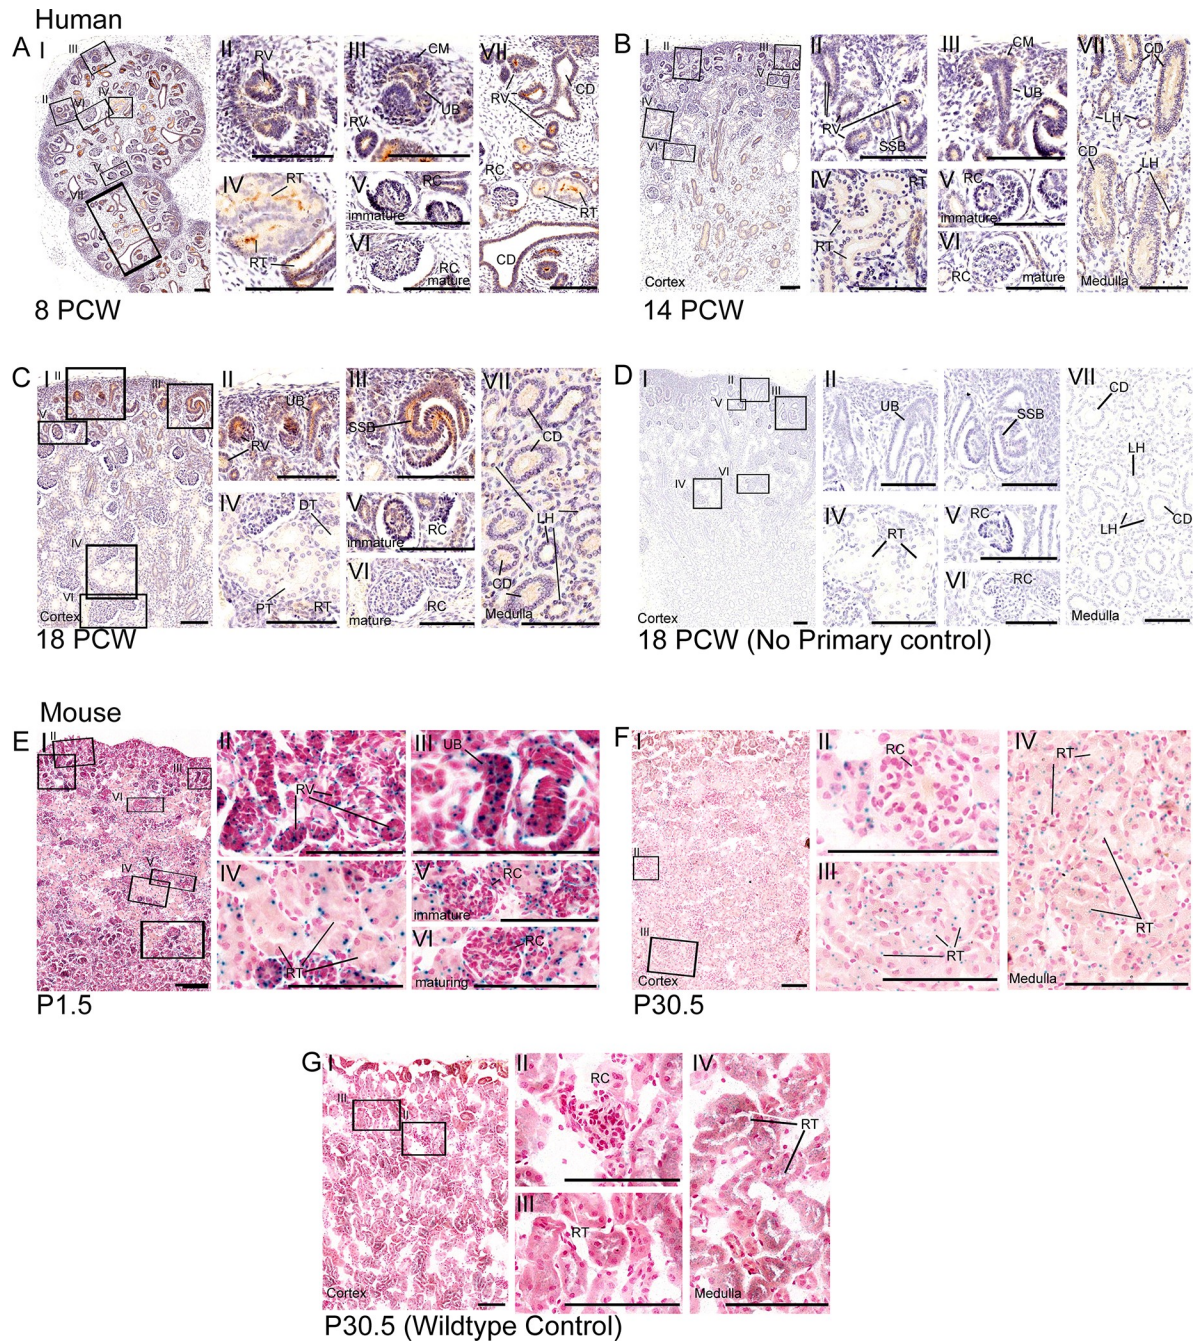 Human
A
I
III
II
IV
VI
V
VII
8 PCW
II
RV
III
CM
UB
RV
IV
RT
RT
V
RC
immature
VI
RC
mature
VII
CD
RV
RC
RT
CD
B
I
II
III
V
IV
VI
Cortex
14 PCW
II
RV
SSB
III
CM
UB
IV
RT
RT
V
RC
immature
VI
RC
mature
VII
CD
LH
CD
LH
Medulla
C
I
II
III
V
IV
VI
Cortex
18 PCW
II
UB
RV
III
SSB
IV
DT
PT
RT
V
RC
immature
VI
RC
mature
VII
CD
LH
CD
Medulla
D
I
II
III
V
IV
VI
Cortex
18 PCW (No Primary control)
II
UB
SSB
IV
RT
V
RC
VI
RC
VII
CD
LH
LH
CD
Medulla
Mouse
E
I
II
III
VI
V
IV
P1.5
II
RV
III
UB
IV
RT
V
RC
immature
VI
RC
maturing
F
I
II
III
Cortex
P30.5
II
RC
III
RT
IV
RT
RT
Medulla
G
I
III
II
Cortex
P30.5 (Wildtype Control)
II
RC
III
RT
IV
RT
Medulla